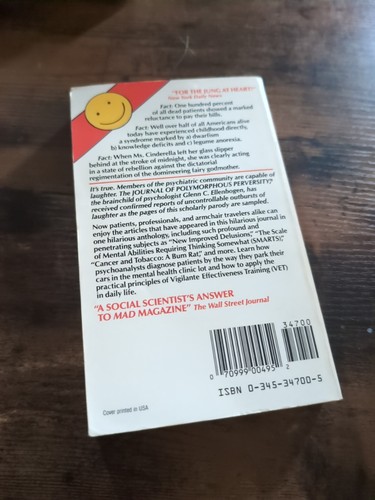 "FOR THE JUNG AT HEART!"
New York Daily News
Fact: One hundred percent
of all dead patients showed a marked
reluctance to pay their bills.
Fact: Well over half of all Americans alive
today have experienced childhood directly,
a syndrome marked by a) dwarfism
b) knowledge deficits and c) legume anorexia.
Fact: When Ms. Cinderella left her glass slipper
behind at the stroke of midnight, she was clearly acting
in a state of rebellion against the dictatorial
regimentation of the domineering fairy godmother.
It's true. Members of the psychiatric community are capable of
laughter. The JOURNAL OF POLYMORPHOUS PERVERSITY,
the brainchild of psychologist Glenn C. Ellenbogen, has
received confirmed reports of uncontrollable outbursts of
laughter as the pages of this scholarly parody are sampled.
Now patients, professionals, and armchair travelers alike can
enjoy the articles that have appeared in this hilarious journal in
one hilarious anthology, including such profound and
penetrating subjects as "New Improved Delusions," "The Scale
of Mental Abilities Requiring Thinking Somewhat (SMARTS),"
"Cancer and Tobacco: A Bum Rat," and more. Learn how
psychoanalysts diagnose patients by the way they park their
cars in the mental health clinic lot and how to apply the
practical principles of Vigilante Effectiveness Training (VET)
in daily life.
"A SOCIAL SCIENTIST'S ANSWER
TO MAD MAGAZINE" The Wall Street Journal
34700
0 70999 00495 2
ISBN 0-345-34700-5
Cover printed in USA